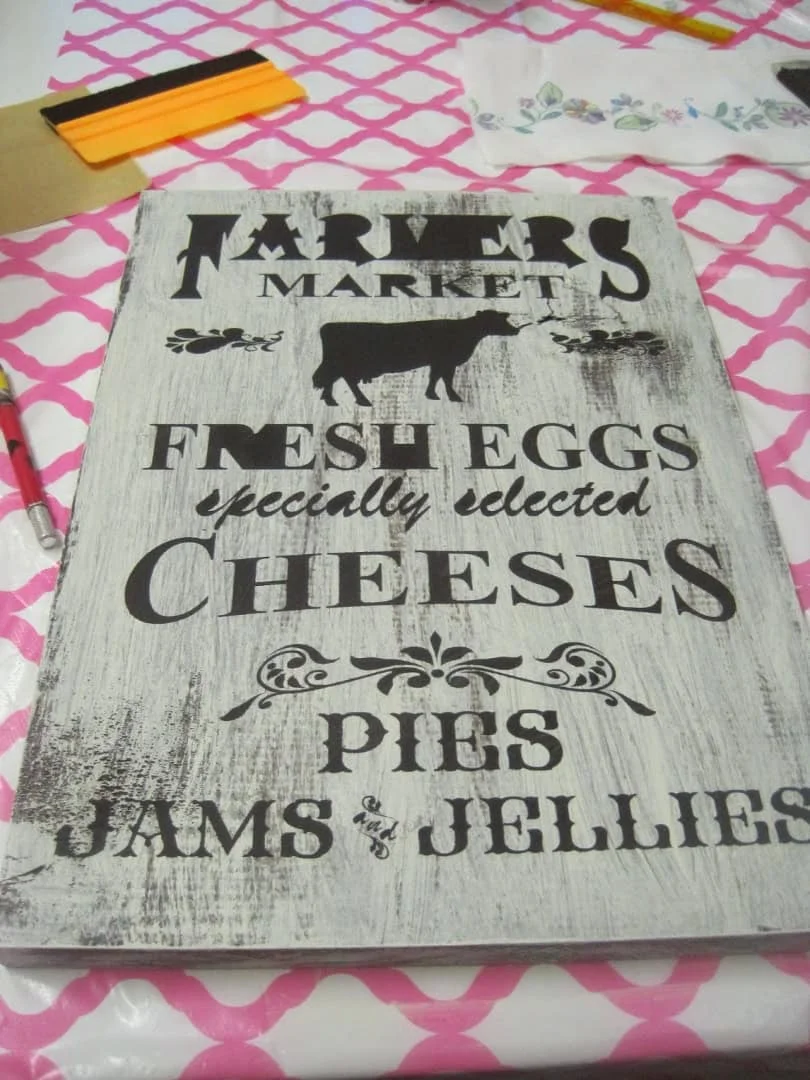 FARMERS
MARKET
FRESH EGGS
specially selected
CHEESES
PIES
JAMS and JELLIES